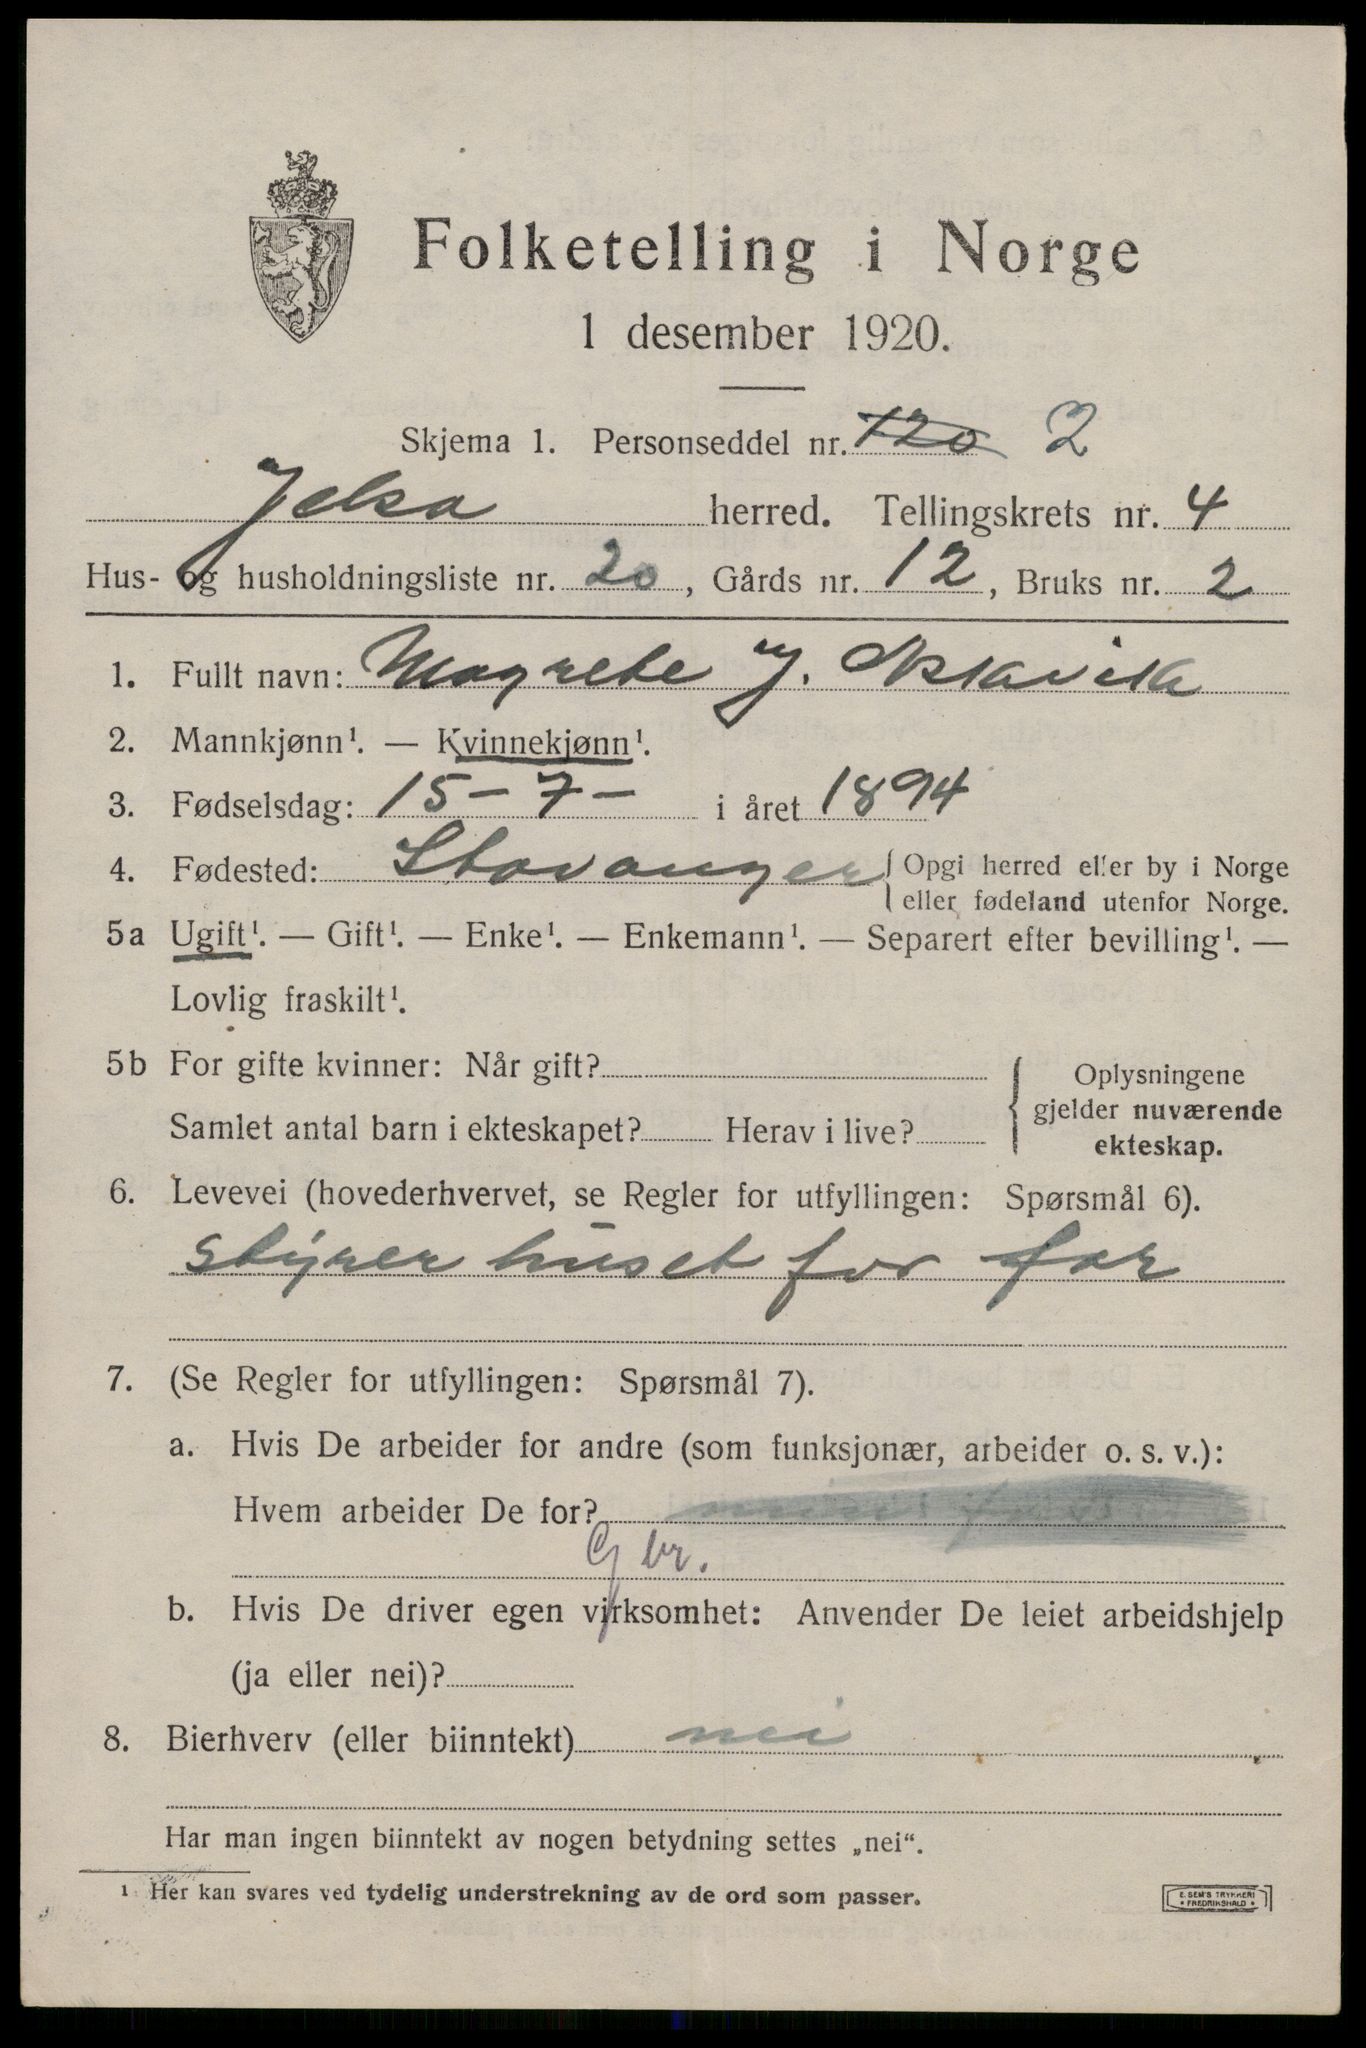 Folketelling i Norge
1 desember 1920.
Skjema 1. Personseddel nr. 120 2
Jelsa herred. Tellingskrets nr. 4
Hus- og husholdningsliste nr. 20, Gårds nr. 12, Bruks nr. 2
1. Fullt navn: Magrete J. Askavik
2. Mannkjønn¹. — Kvinnekjønn¹.
3. Fødselsdag: 15-7- i året 1894
4. Fødested: Stavanger { Opgi herred eller by i Norge
eller fødeland utenfor Norge.
5a Ugift¹. — Gift¹. — Enke¹. — Enkemann¹. — Separert efter bevilling¹. —
Lovlig fraskilt¹.
5b For gifte kvinner: Når gift?
Samlet antal barn i ekteskapet? Herav i live?
Oplysningene
gjelder nuværende
ekteskap.
6. Levevei (hovederhvervet, se Regler for utfyllingen: Spørsmål 6).
styrer huset for far
7. (Se Regler for utfyllingen: Spørsmål 7).
a. Hvis De arbeider for andre (som funksjonær, arbeider o. s. v.):
Hvem arbeider De for?
G br.
b. Hvis De driver egen virksomhet: Anvender De leiet arbeidshjelp
(ja eller nei)?
8. Bierhverv (eller biinntekt) nei
Har man ingen biinntekt av nogen betydning settes „nei“.
¹ Her kan svares ved tydelig understrekning av de ord som passer.
E. SEM'S TRYKKERI
• FREDRIKSHALD •